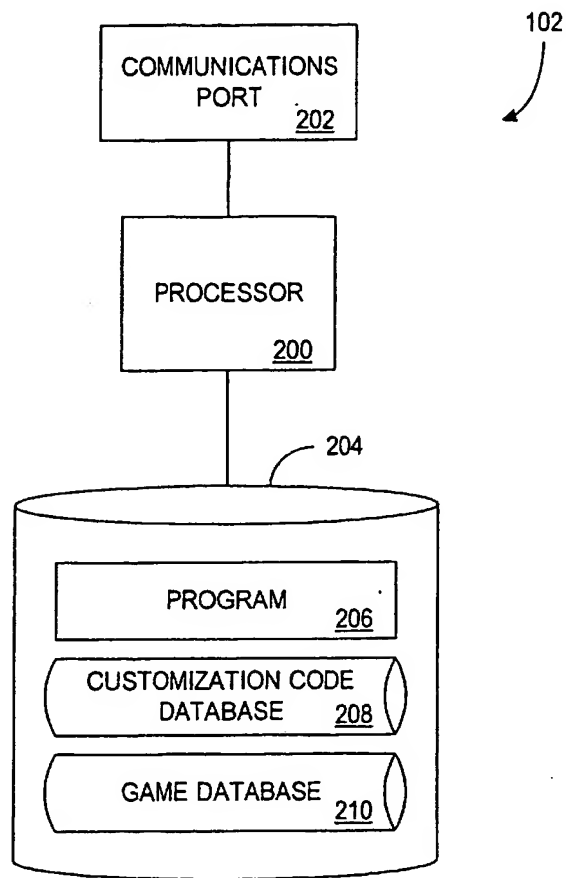 102
COMMUNICATIONS
PORT
202
PROCESSOR
200
204
PROGRAM
206
CUSTOMIZATION CODE
DATABASE
208
GAME DATABASE
210